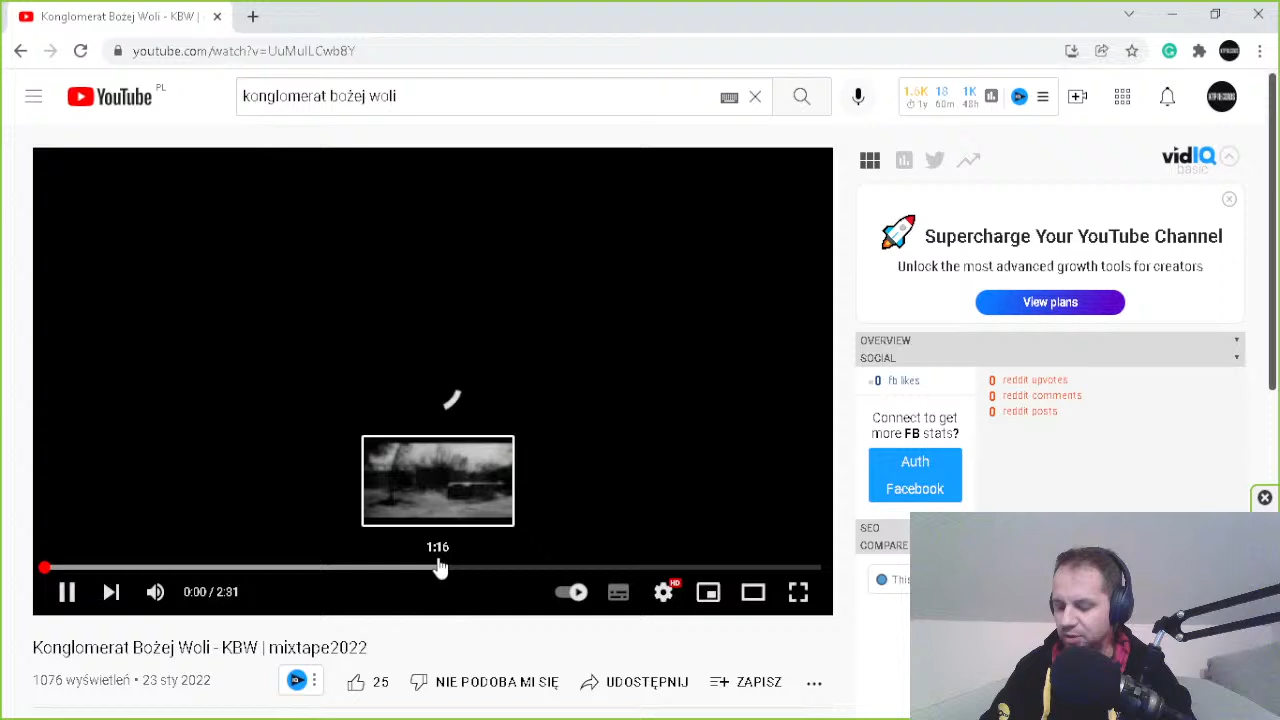 Konglomerat Bożej Woli - KBW |
youtube.com/watch?v=UuMulLCwb8Y
YouTube PL
konglomerat bożej woli
1.6K 18 1K
1y 60m 48h
vidIQ
basic
Supercharge Your YouTube Channel
Unlock the most advanced growth tools for creators
View plans
OVERVIEW
SOCIAL
0 fb likes
0 reddit upvotes
0 reddit comments
0 reddit posts
Connect to get
more FB stats?
Auth
Facebook
SEO
COMPARE
This
1:16
0:00 / 2:31
HD
Konglomerat Bożej Woli - KBW | mixtape2022
1076 wyświetleń • 23 sty 2022
25
NIE PODOBA MI SIĘ
UDOSTĘPNIJ
ZAPISZ